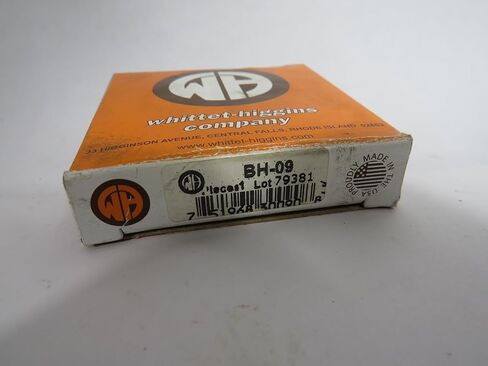 WH
whittet-higgins
company
33 HIGGINSON AVENUE, CENTRAL FALLS, RHODE ISLAND 02863
www.whittet-higgins.com
WH
BH-09
Pieces1 Lot 79381
PROUDLY MADE IN THE USA
WH